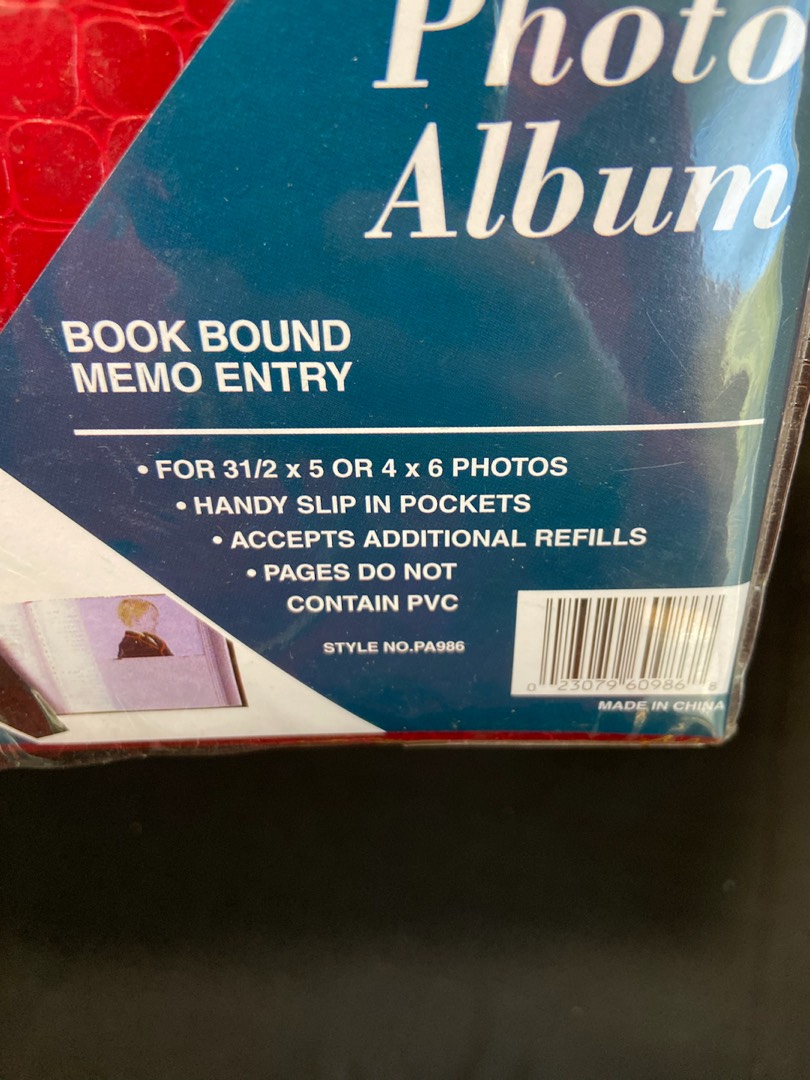 Photo
Album
BOOK BOUND
MEMO ENTRY
• FOR 31/2 x 5 OR 4 x 6 PHOTOS
• HANDY SLIP IN POCKETS
• ACCEPTS ADDITIONAL REFILLS
• PAGES DO NOT
CONTAIN PVC
STYLE NO.PA986
0 23079 60986 8
MADE IN CHINA